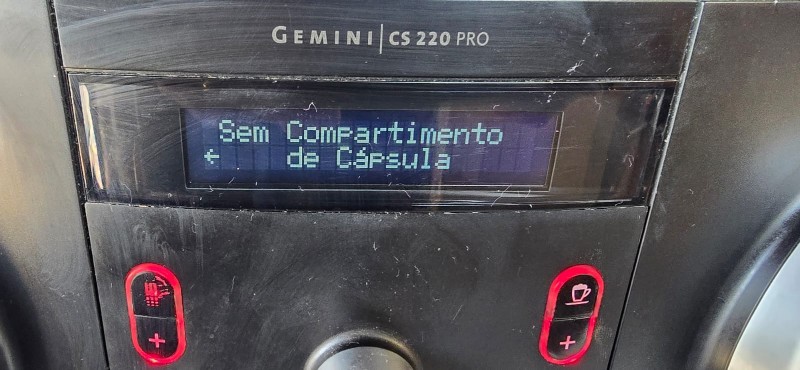 GEMINI | CS 220 PRO
Sem Compartimento
← de Cápsula
+ +